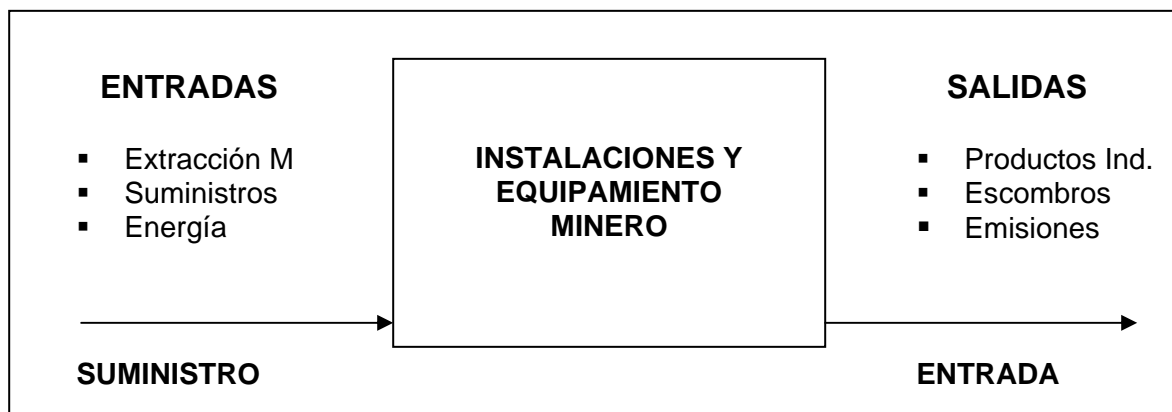 ENTRADAS
▪ Extracción M
▪ Suministros
▪ Energía
SUMINISTRO
INSTALACIONES Y
EQUIPAMIENTO
MINERO
SALIDAS
▪ Productos Ind.
▪ Escombros
▪ Emisiones
ENTRADA